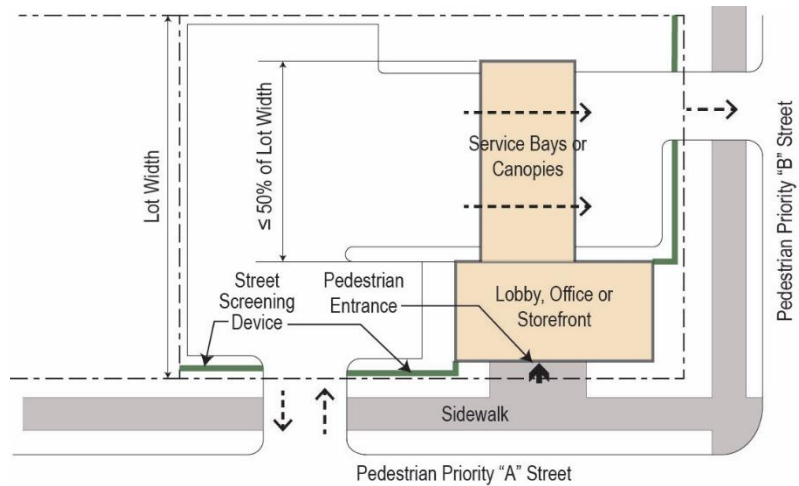 Lot Width
≤ 50% of Lot Width
Service Bays or
Canopies
Pedestrian Priority “B” Street
Street
Screening
Device
Pedestrian
Entrance
Lobby, Office or
Storefront
Sidewalk
Pedestrian Priority “A” Street